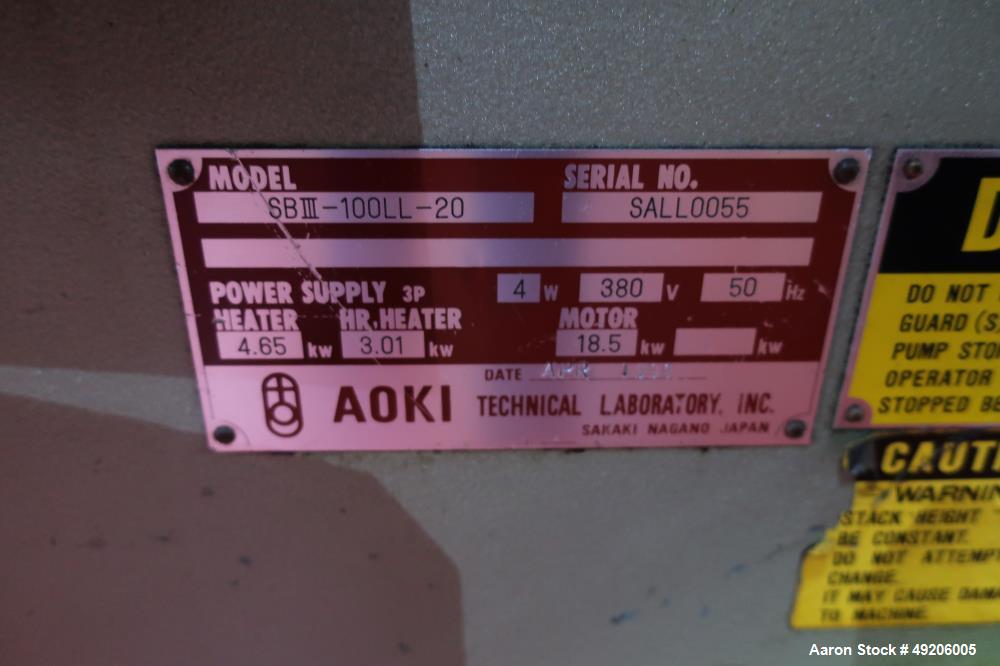 MODEL SERIAL NO.
SBⅢ-100LL-20 SALL0055
POWER SUPPLY 3P 4 W 380 V 50 Hz
HEATER HR.HEATER MOTOR
4.65 kw 3.01 kw 18.5 kw kw
DATE APR
AOKI TECHNICAL LABORATORY, INC.
SAKAKI NAGANO JAPAN
D
DO NOT
GUARD (S
PUMP STO
OPERATOR
STOPPED BE
CAUTI
WARNIN
STACK HEIGHT
BE CONSTANT.
DO NOT ATTEMP
CHANGE.
IT MAY CAUSE DAMA
TO MACHINE.
Aaron Stock # 49206005